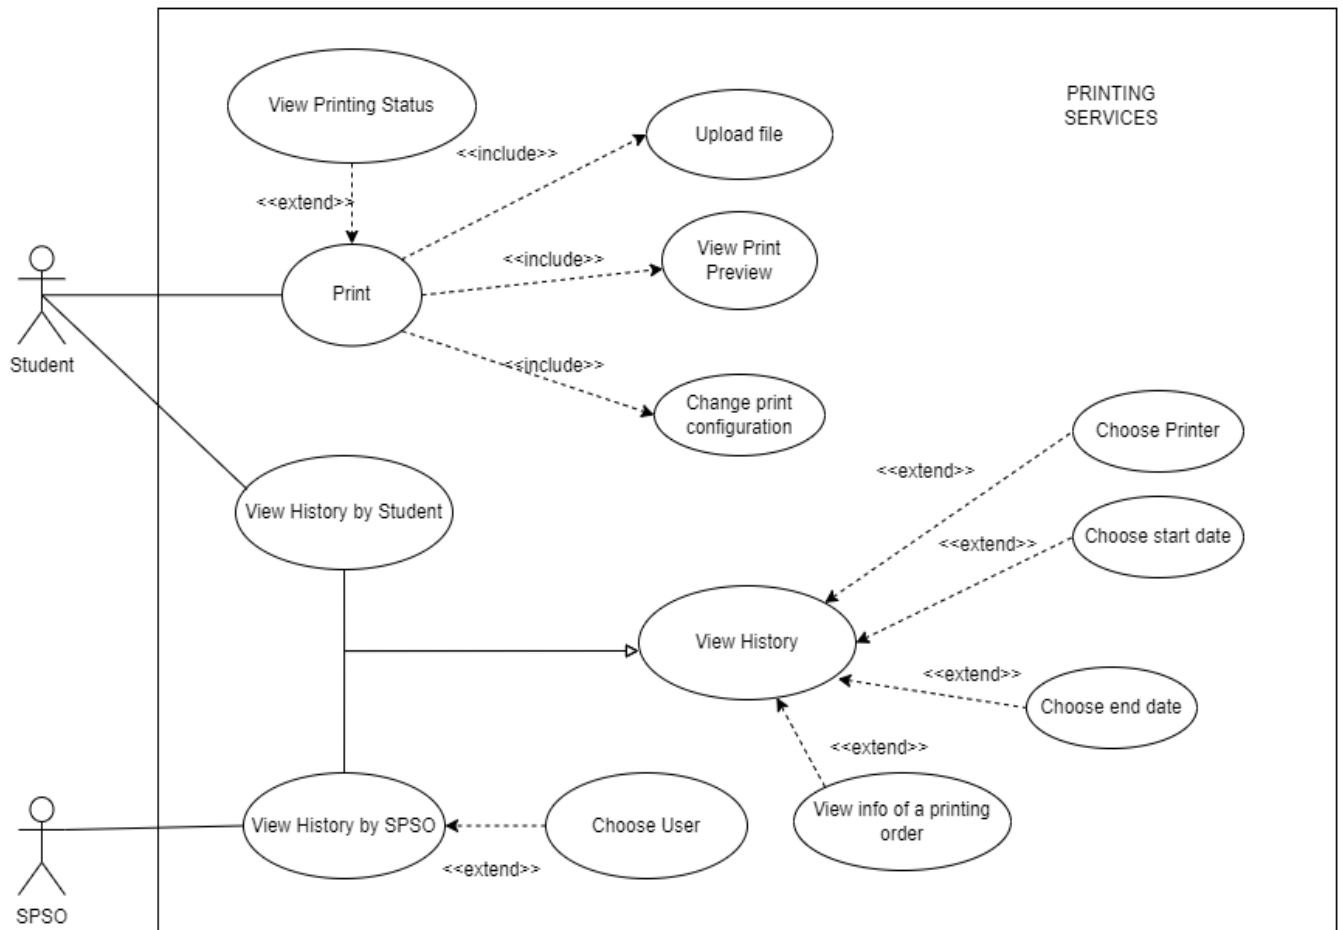 View Printing Status
PRINTING
SERVICES
Upload file
<<include>>
<<extend>>
View Print
Preview
<<include>>
Print
Student
<<include>>
Change print
configuration
Choose Printer
<<extend>>
View History by Student
Choose start date
<<extend>>
View History
<<extend>>
Choose end date
<<extend>>
View info of a printing
order
View History by SPSO
Choose User
<<extend>>
SPSO